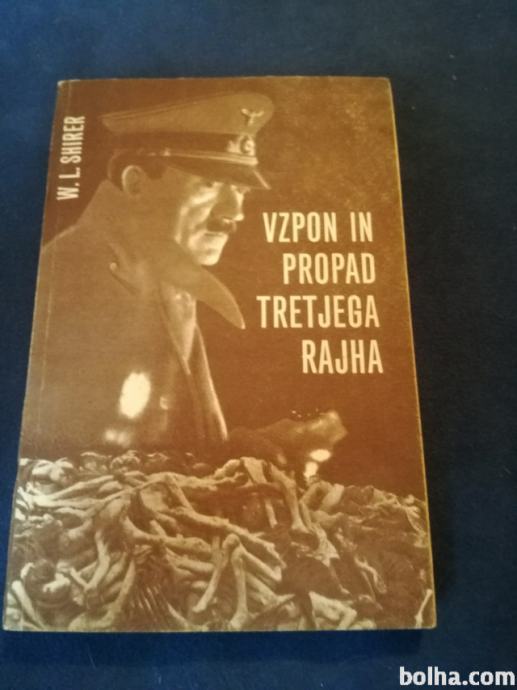 W. L. SHIRER
VZPON IN
PROPAD
TRETJEGA
RAJHA
bolha.com